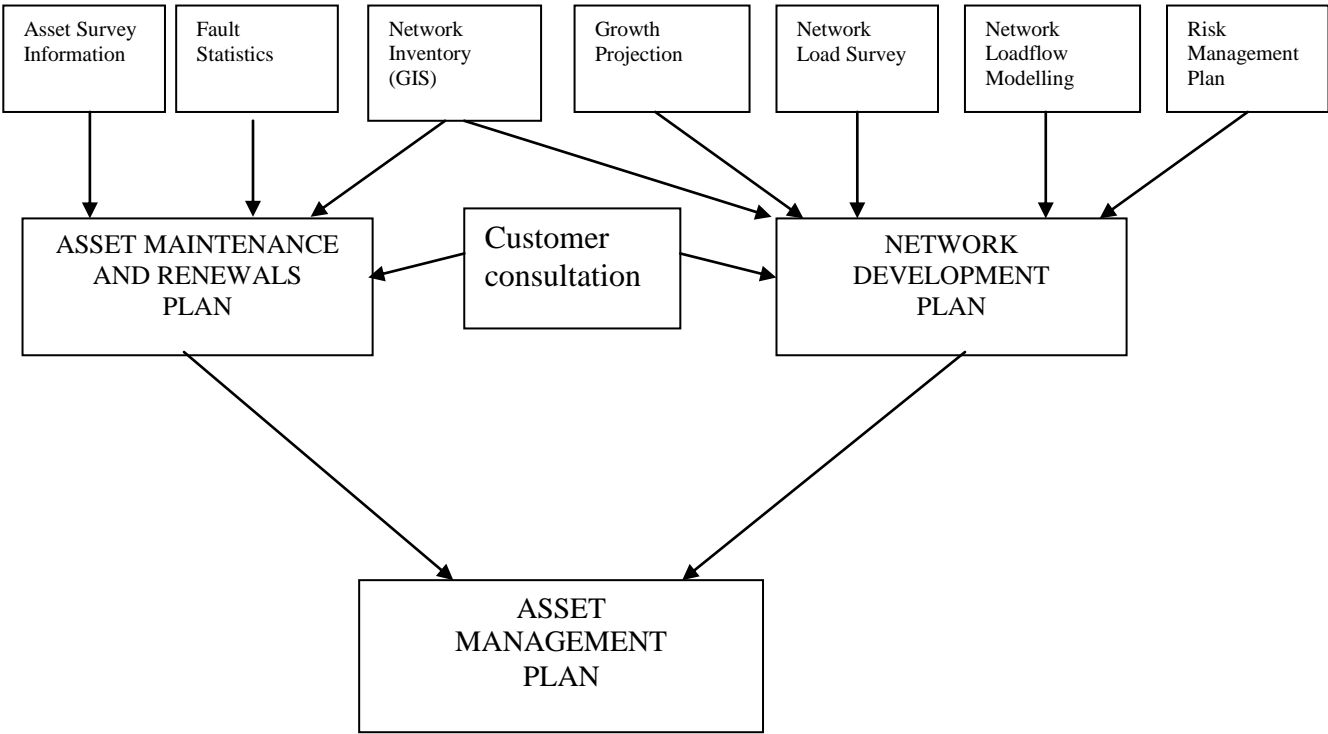 Asset Survey
Information
Fault
Statistics
Network
Inventory
(GIS)
Growth
Projection
Network
Load Survey
Network
Loadflow
Modelling
Risk
Management
Plan
ASSET MAINTENANCE
AND RENEWALS
PLAN
Customer
consultation
NETWORK
DEVELOPMENT
PLAN
ASSET
MANAGEMENT
PLAN